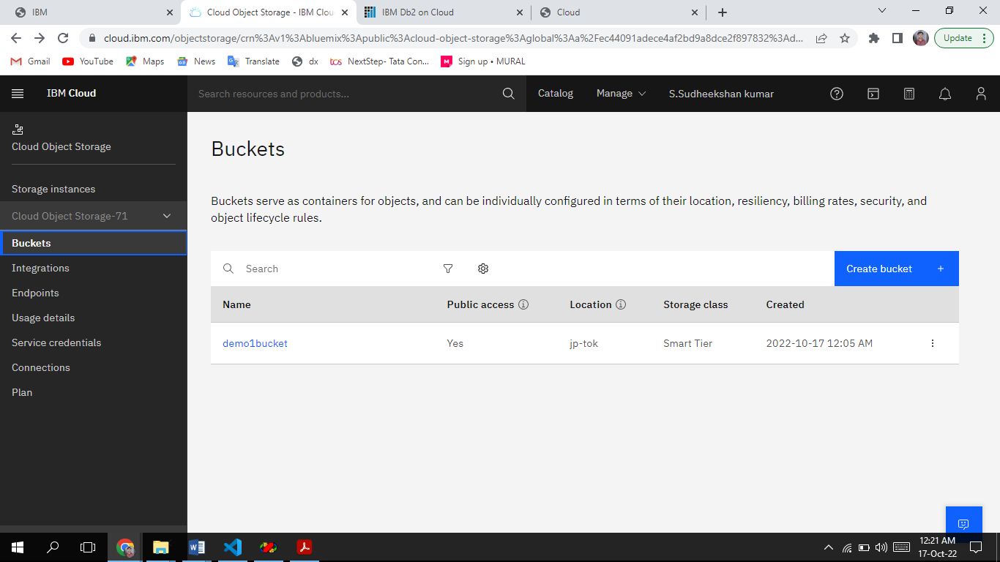 IBM
Cloud Object Storage - IBM Clou
IBM Db2 on Cloud
Cloud
cloud.ibm.com/objectstorage/crn%3Av1%3Abluemix%3Apublic%3Acloud-object-storage%3Aglobal%3Aa%2Fec44091adece4af2bd9a8dce2f897832%3Ad...
Update
Gmail
YouTube
Maps
News
Translate
dx
NextStep- Tata Con...
Sign up • MURAL
IBM Cloud
Search resources and products...
Catalog
Manage
S.Sudheekshan kumar
Cloud Object Storage
Storage instances
Cloud Object Storage-71
Buckets
Integrations
Endpoints
Usage details
Service credentials
Connections
Plan
Buckets
Buckets serve as containers for objects, and can be individually configured in terms of their location, resiliency, billing rates, security, and
object lifecycle rules.
Search
Create bucket +
Name Public access Location Storage class Created
demo1bucket Yes jp-tok Smart Tier 2022-10-17 12:05 AM
12:21 AM
17-Oct-22